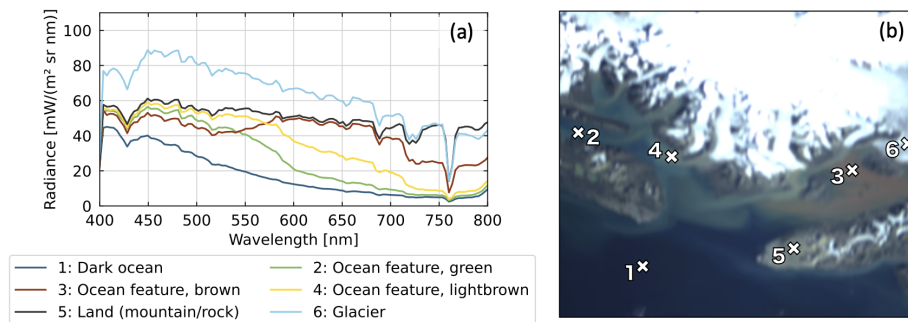 (a)
100
80
60
40
20
0
Radiance [mW/(m² sr nm)]
400 450 500 550 600 650 700 750 800
Wavelength [nm]
1: Dark ocean
2: Ocean feature, green
3: Ocean feature, brown
4: Ocean feature, lightbrown
5: Land (mountain/rock)
6: Glacier
(b)
2
4
6
3
5
1